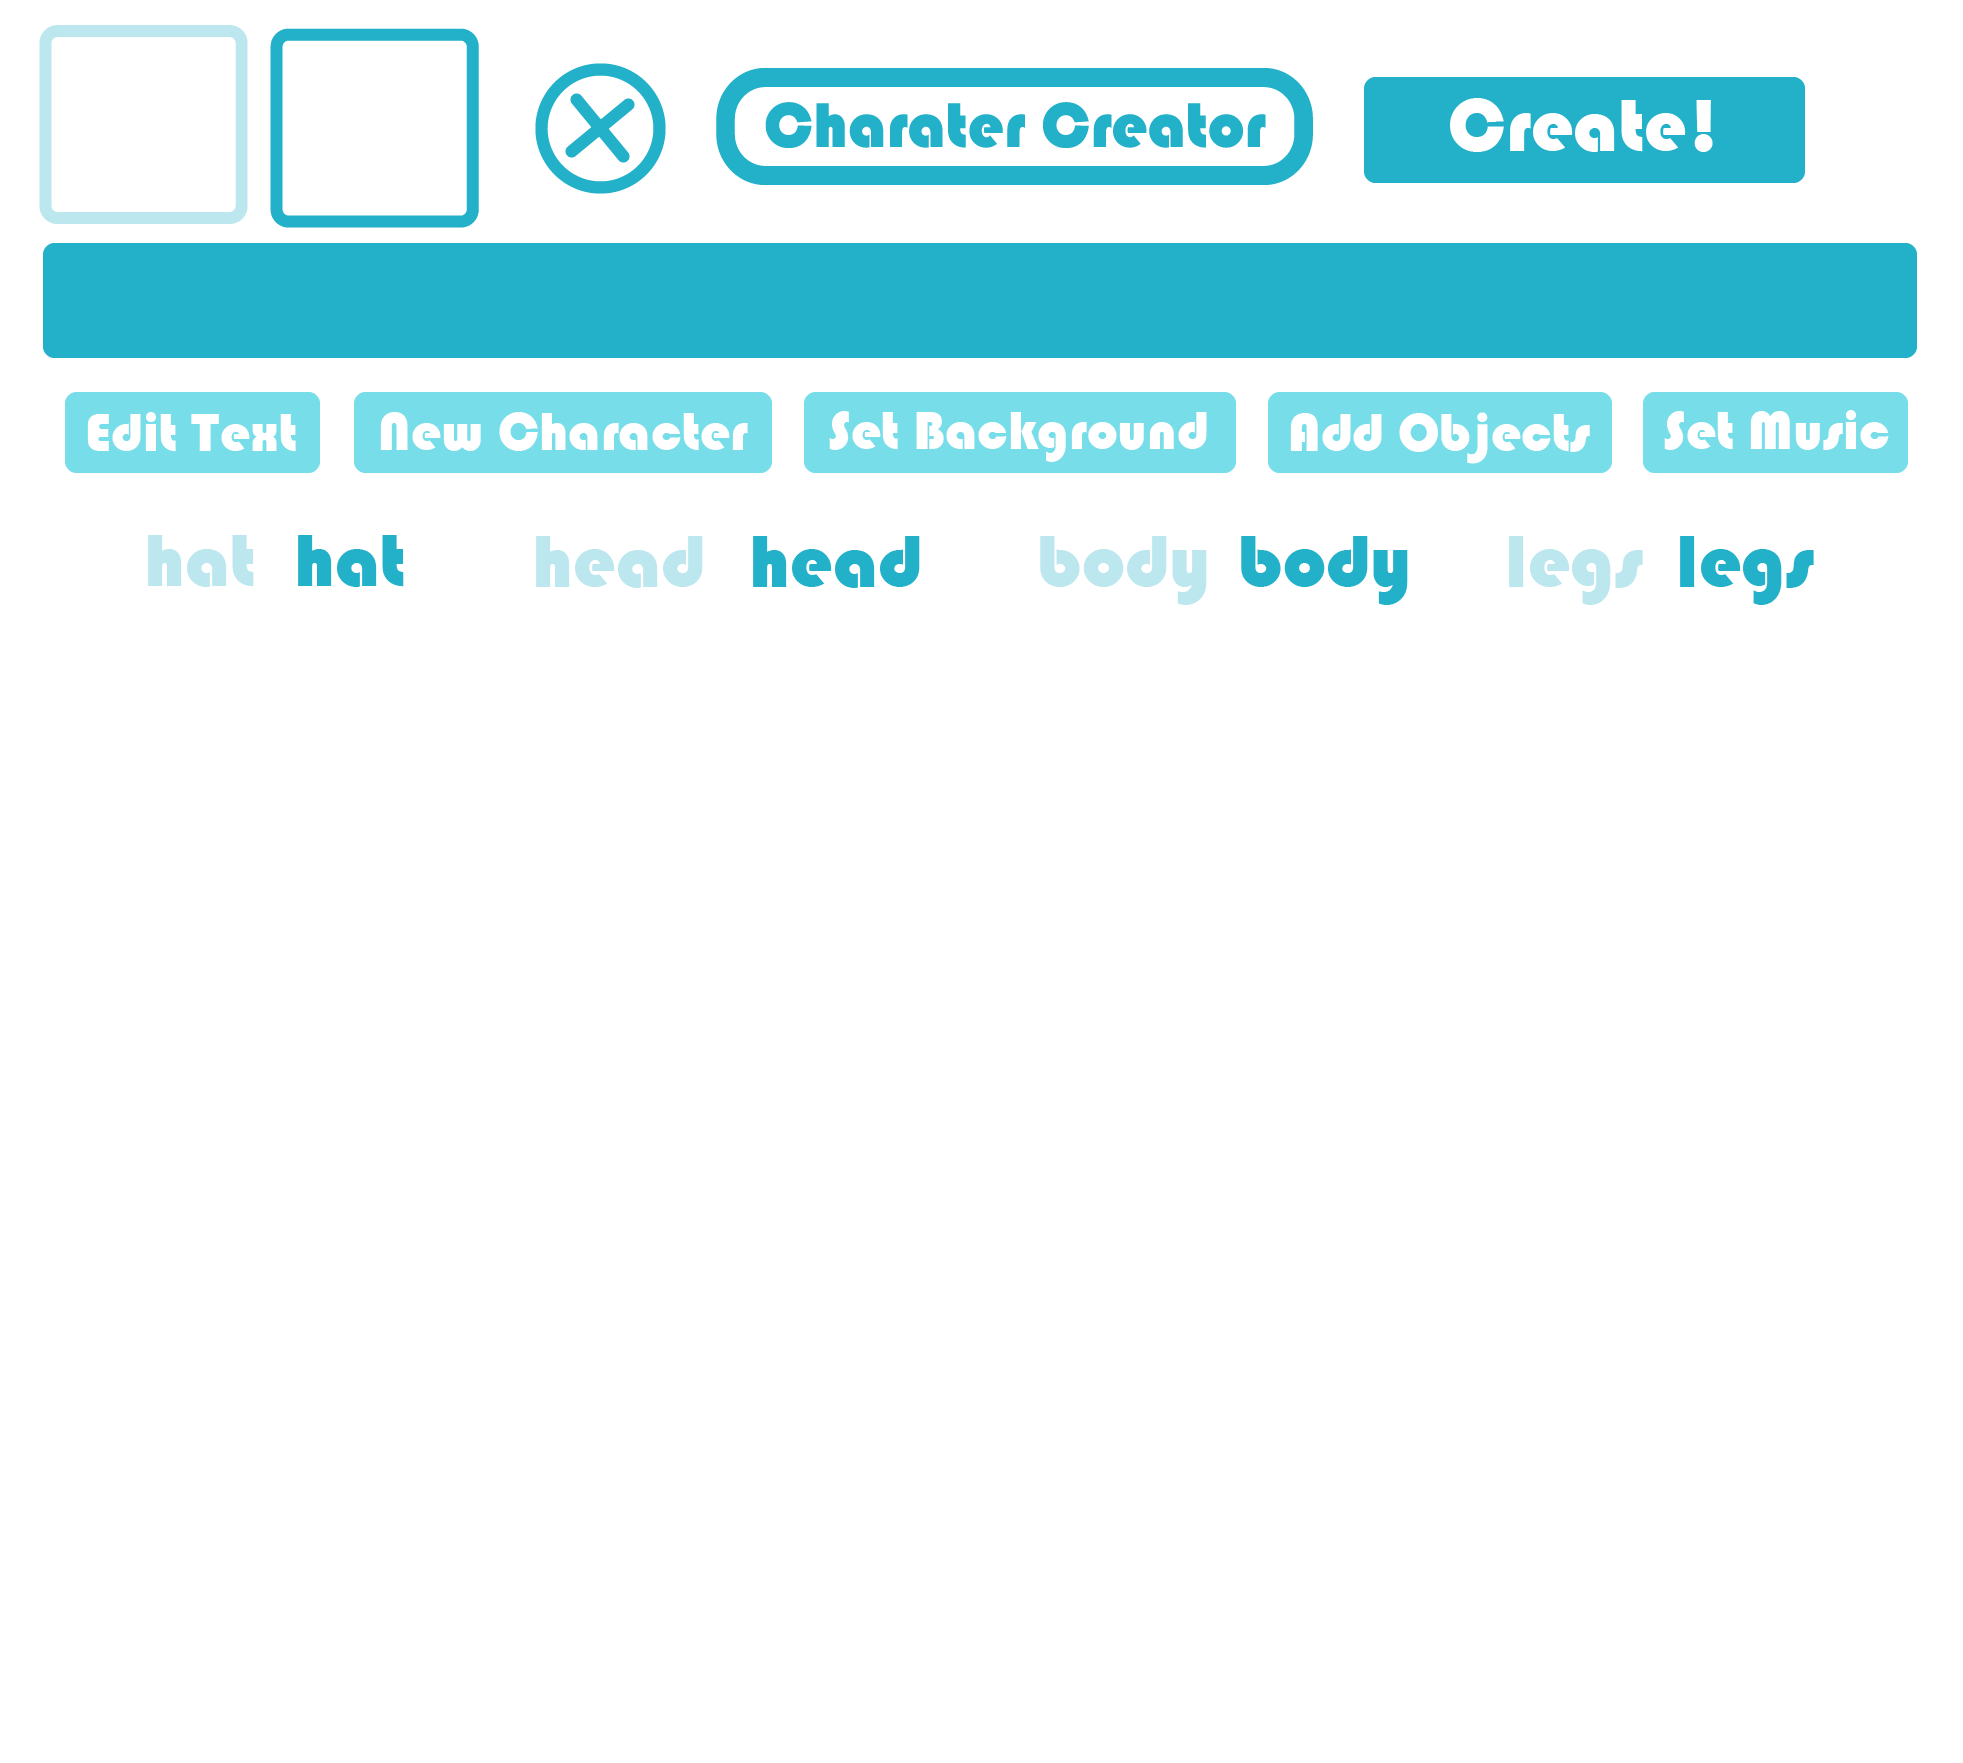 Charater Creator
Create!
Edit Text
New Character
Set Background
Add Objects
Set Music
hat hat head head body body legs legs